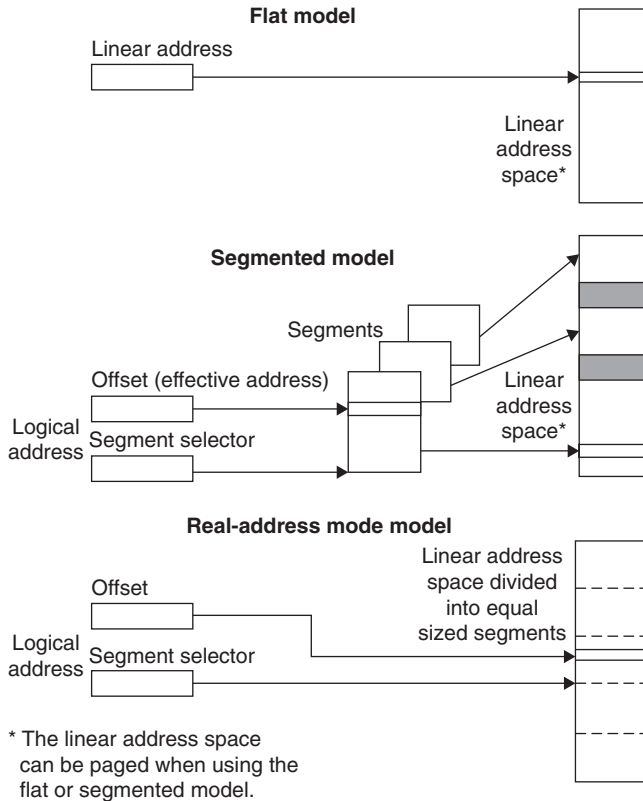 Flat model
Linear address
Linear
address
space*
Segmented model
Segments
Offset (effective address)
Logical
address
Segment selector
Linear
address
space*
Real-address mode model
Offset
Logical
address
Segment selector
Linear address
space divided
into equal
sized segments
* The linear address space
can be paged when using the
flat or segmented model.